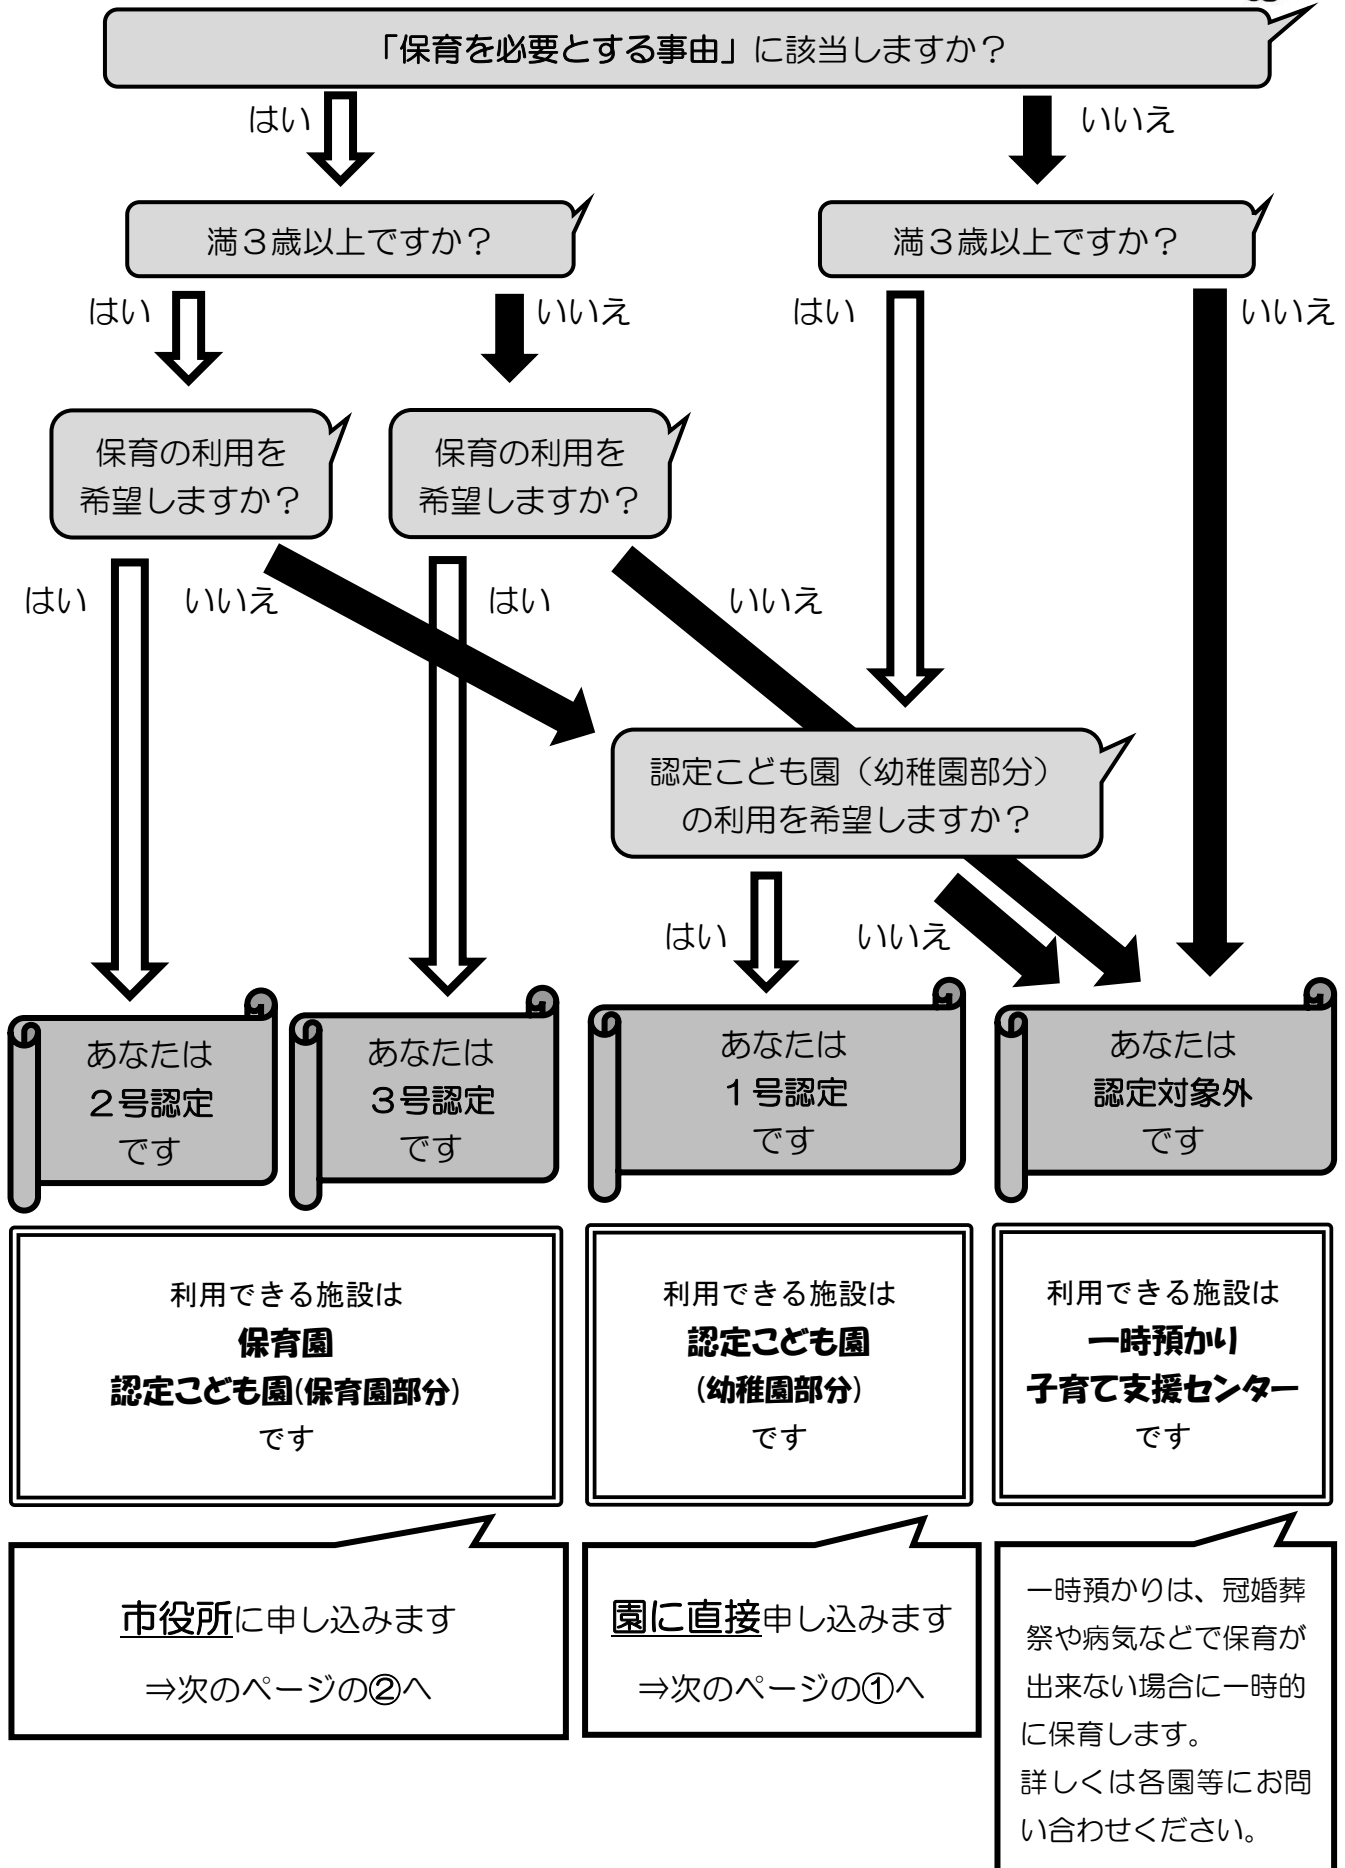 「保育を必要とする事由」に該当しますか？
はい
いいえ
満３歳以上ですか？
満３歳以上ですか？
はい
いいえ
はい
いいえ
保育の利用を
希望しますか？
保育の利用を
希望しますか？
はい
いいえ
はい
いいえ
認定こども園（幼稚園部分）
の利用を希望しますか？
はい
いいえ
あなたは
２号認定
です
あなたは
３号認定
です
あなたは
１号認定
です
あなたは
認定対象外
です
利用できる施設は
保育園
認定こども園(保育園部分)
です
利用できる施設は
認定こども園
(幼稚園部分)
です
利用できる施設は
一時預かり
子育て支援センター
です
市役所に申し込みます
⇒次のページの②へ
園に直接申し込みます
⇒次のページの①へ
一時預かりは、冠婚葬
祭や病気などで保育が
出来ない場合に一時的
に保育します。
詳しくは各園等にお問
い合わせください。